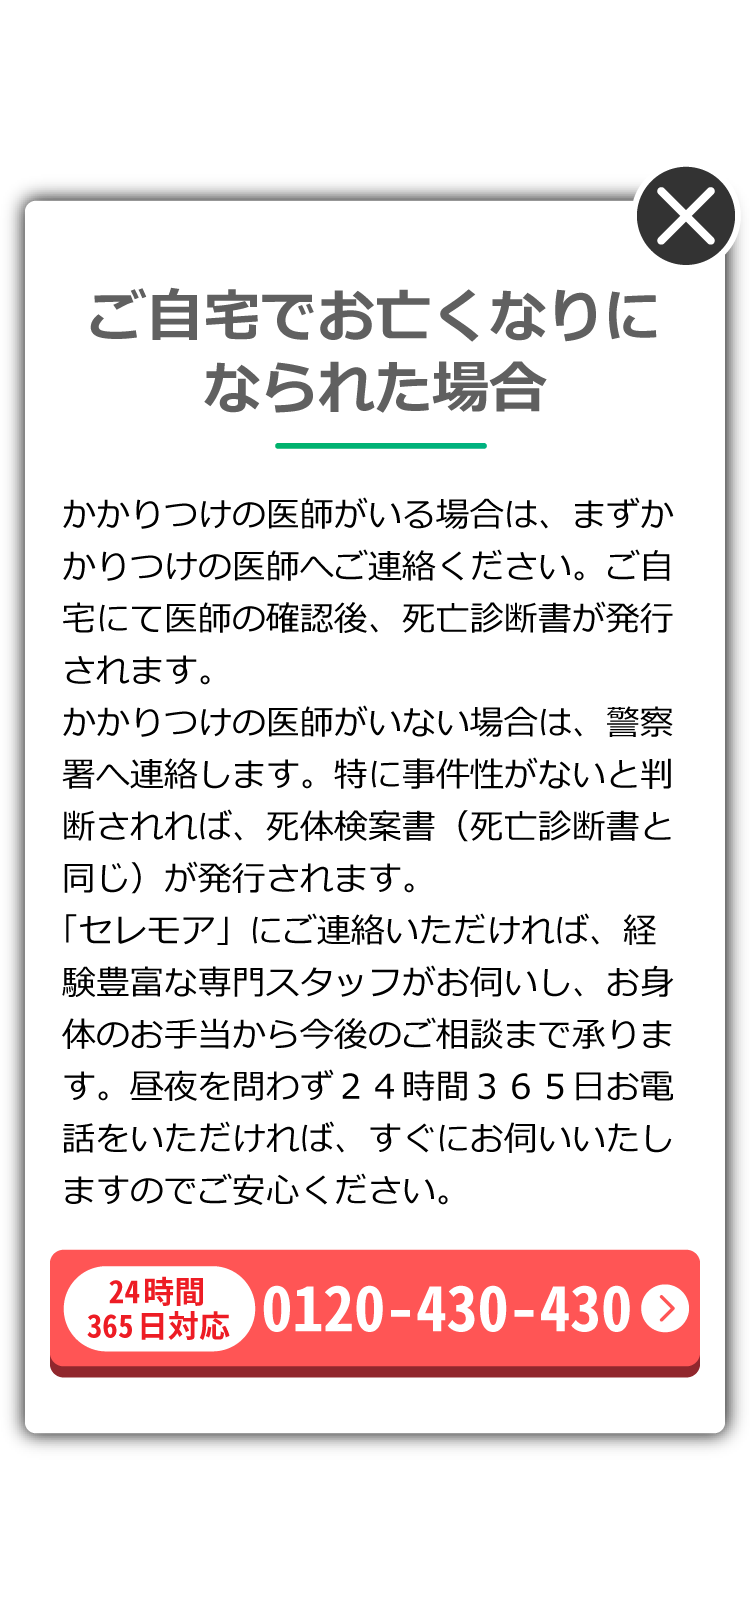 ご自宅でお亡くなりに
なられた場合
かかりつけの医師がいる場合は、まずか
かりつけの医師へご連絡ください。ご自
宅にて医師の確認後、死亡診断書が発行
されます。
かかりつけの医師がいない場合は、警察
署へ連絡します。特に事件性がないと判
断されれば、死体検案書（死亡診断書と
同じ）が発行されます。
「セレモア」にご連絡いただければ、経
験豊富な専門スタッフがお伺いし、お身
体のお手当から今後のご相談まで承りま
す。昼夜を問わず２４時間３６５日お電
話をいただければ、すぐにお伺いいたし
ますのでご安心ください。
24時間
365日対応
0120-430-430